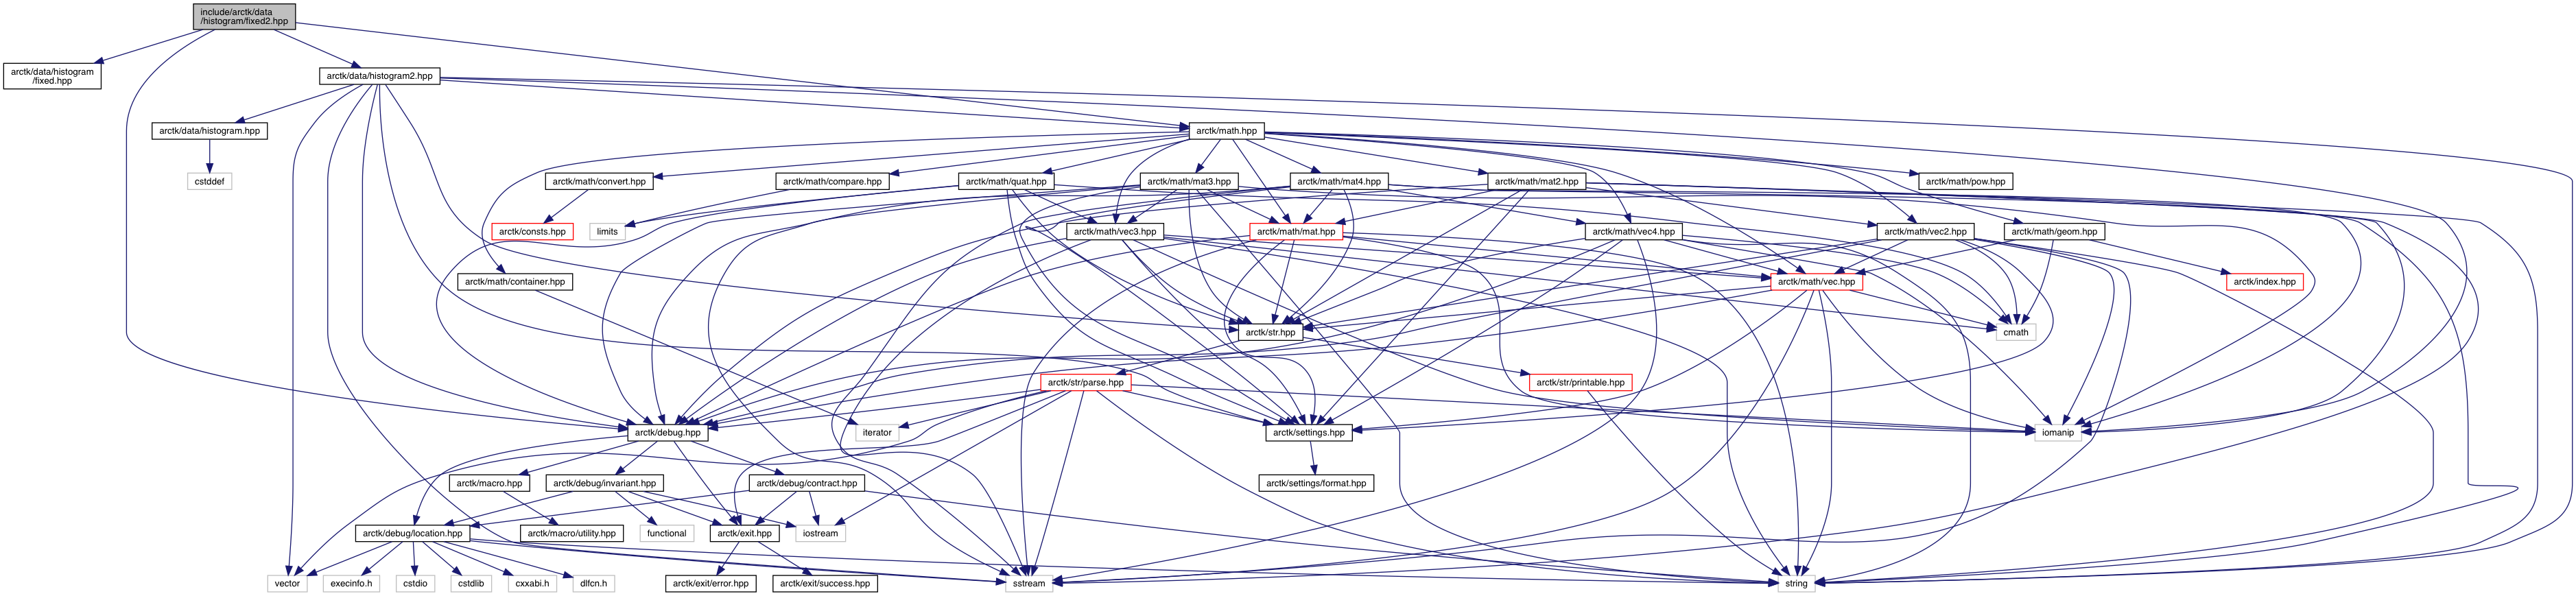 include/arctk/data
/histogram/fixed2.hpp
arctk/data/histogram
/fixed.hpp
arctk/data/histogram2.hpp
arctk/data/histogram.hpp
arctk/math.hpp
cstddef
arctk/math/convert.hpp
arctk/math/compare.hpp
arctk/math/quat.hpp
arctk/math/mat3.hpp
arctk/math/mat4.hpp
arctk/math/mat2.hpp
arctk/math/pow.hpp
arctk/consts.hpp
limits
arctk/math/vec3.hpp
arctk/math/mat.hpp
arctk/math/vec4.hpp
arctk/math/vec2.hpp
arctk/math/geom.hpp
arctk/math/container.hpp
arctk/math/vec.hpp
arctk/index.hpp
arctk/str.hpp
cmath
arctk/str/parse.hpp
arctk/str/printable.hpp
arctk/debug.hpp
iterator
arctk/settings.hpp
iomanip
arctk/macro.hpp
arctk/debug/invariant.hpp
arctk/debug/contract.hpp
arctk/settings/format.hpp
arctk/debug/location.hpp
arctk/macro/utility.hpp
functional
arctk/exit.hpp
iostream
vector
execinfo.h
cstdio
cstdlib
cxxabi.h
dlfcn.h
arctk/exit/error.hpp
arctk/exit/success.hpp
sstream
string